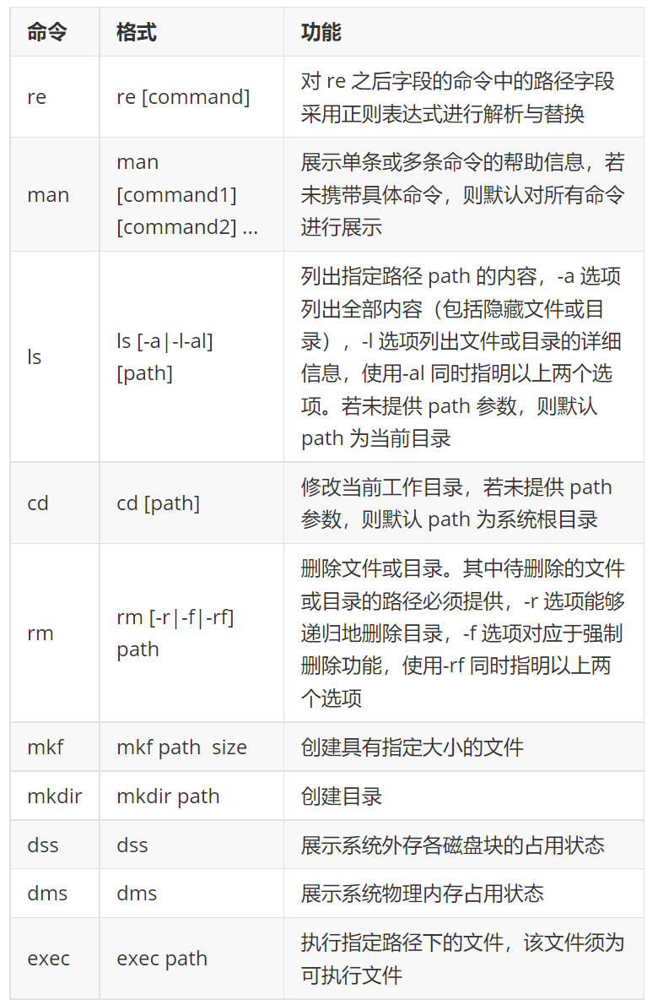 命令 格式 功能
re re [command] 对 re 之后字段的命令中的路径字段
采用正则表达式进行解析与替换
man man
[command1]
[command2] ...
展示单条或多条命令的帮助信息，若
未携带具体命令，则默认对所有命令
进行展示
ls ls [-a|-l-al]
[path]
列出指定路径 path 的内容，-a 选项
列出全部内容（包括隐藏文件或目
录），-l 选项列出文件或目录的详细
信息，使用-al 同时指明以上两个选
项。若未提供 path 参数，则默认
path 为当前目录
cd cd [path] 修改当前工作目录，若未提供 path
参数，则默认 path 为系统根目录
rm rm [-r|-f|-rf]
path
删除文件或目录。其中待删除的文件
或目录的路径必须提供，-r 选项能够
递归地删除目录，-f 选项对应于强制
删除功能，使用-rf 同时指明以上两
个选项
mkf mkf path size 创建具有指定大小的文件
mkdir mkdir path 创建目录
dss dss 展示系统外存各磁盘块的占用状态
dms dms 展示系统物理内存占用状态
exec exec path 执行指定路径下的文件，该文件须为
可执行文件